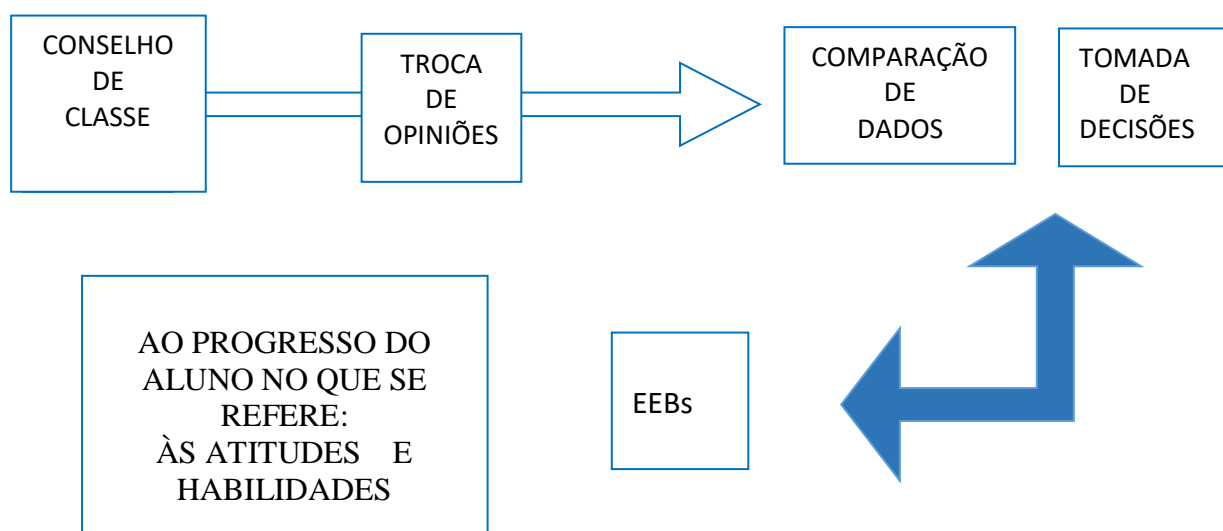 CONSELHO
DE
CLASSE
TROCA
DE
OPINIÕES
COMPARAÇÃO
DE
DADOS
TOMADA
DE
DECISÕES
AO PROGRESSO DO
ALUNO NO QUE SE
REFERE:
ÀS ATITUDES E
HABILIDADES
EEBs